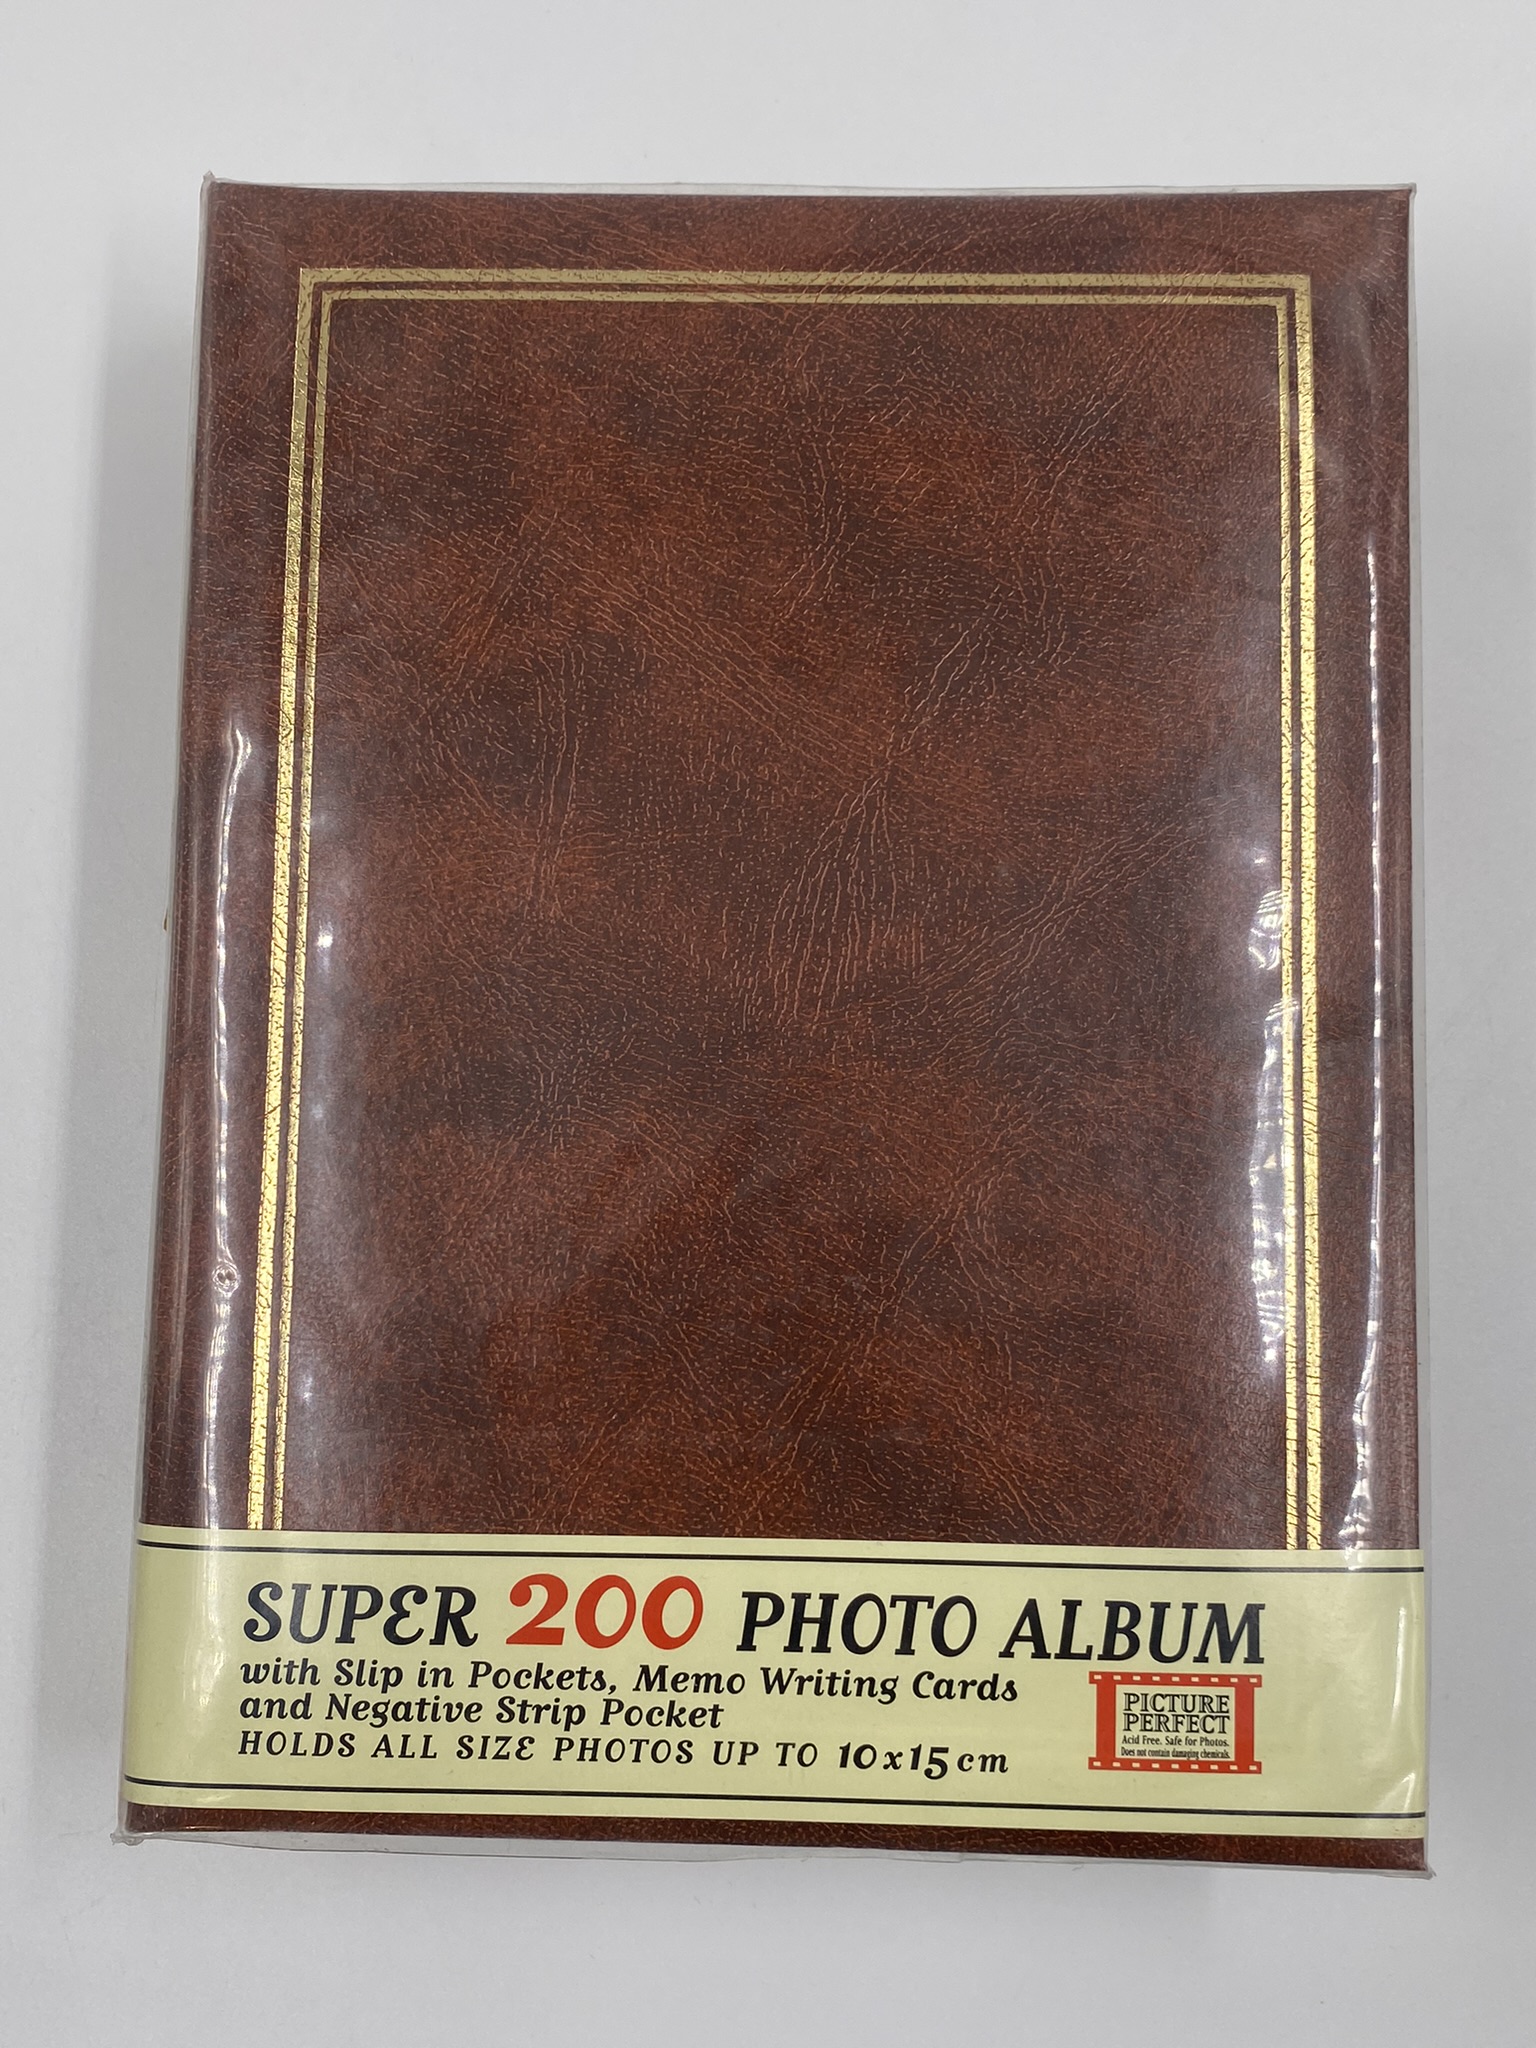 SUPER 200 PHOTO ALBUM
with Slip in Pockets, Memo Writing Cards
and Negative Strip Pocket
HOLDS ALL SIZE PHOTOS UP TO 10x15cm
PICTURE
PERFECT
Acid Free. Safe for Photos.
Does not contain damaging chemicals.